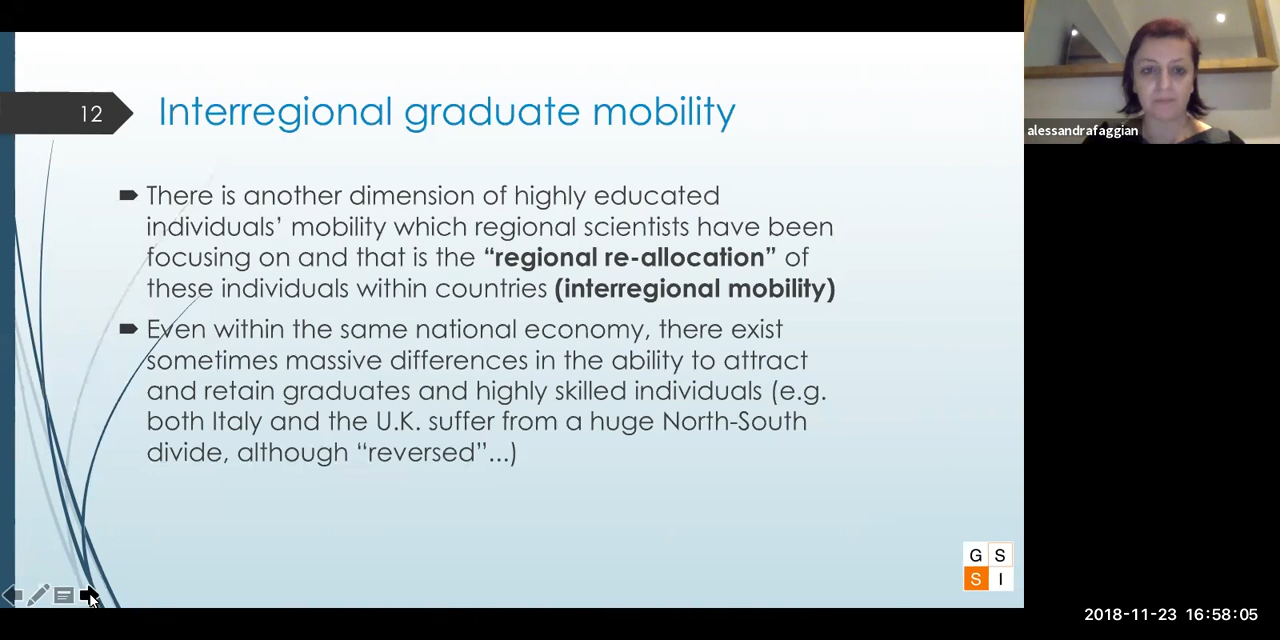 12
Interregional graduate mobility
There is another dimension of highly educated
individuals’ mobility which regional scientists have been
focusing on and that is the “regional re-allocation” of
these individuals within countries (interregional mobility)
Even within the same national economy, there exist
sometimes massive differences in the ability to attract
and retain graduates and highly skilled individuals (e.g.
both Italy and the U.K. suffer from a huge North-South
divide, although “reversed”...)
G S
S I
alessandrafaggian
2018-11-23 16:58:05